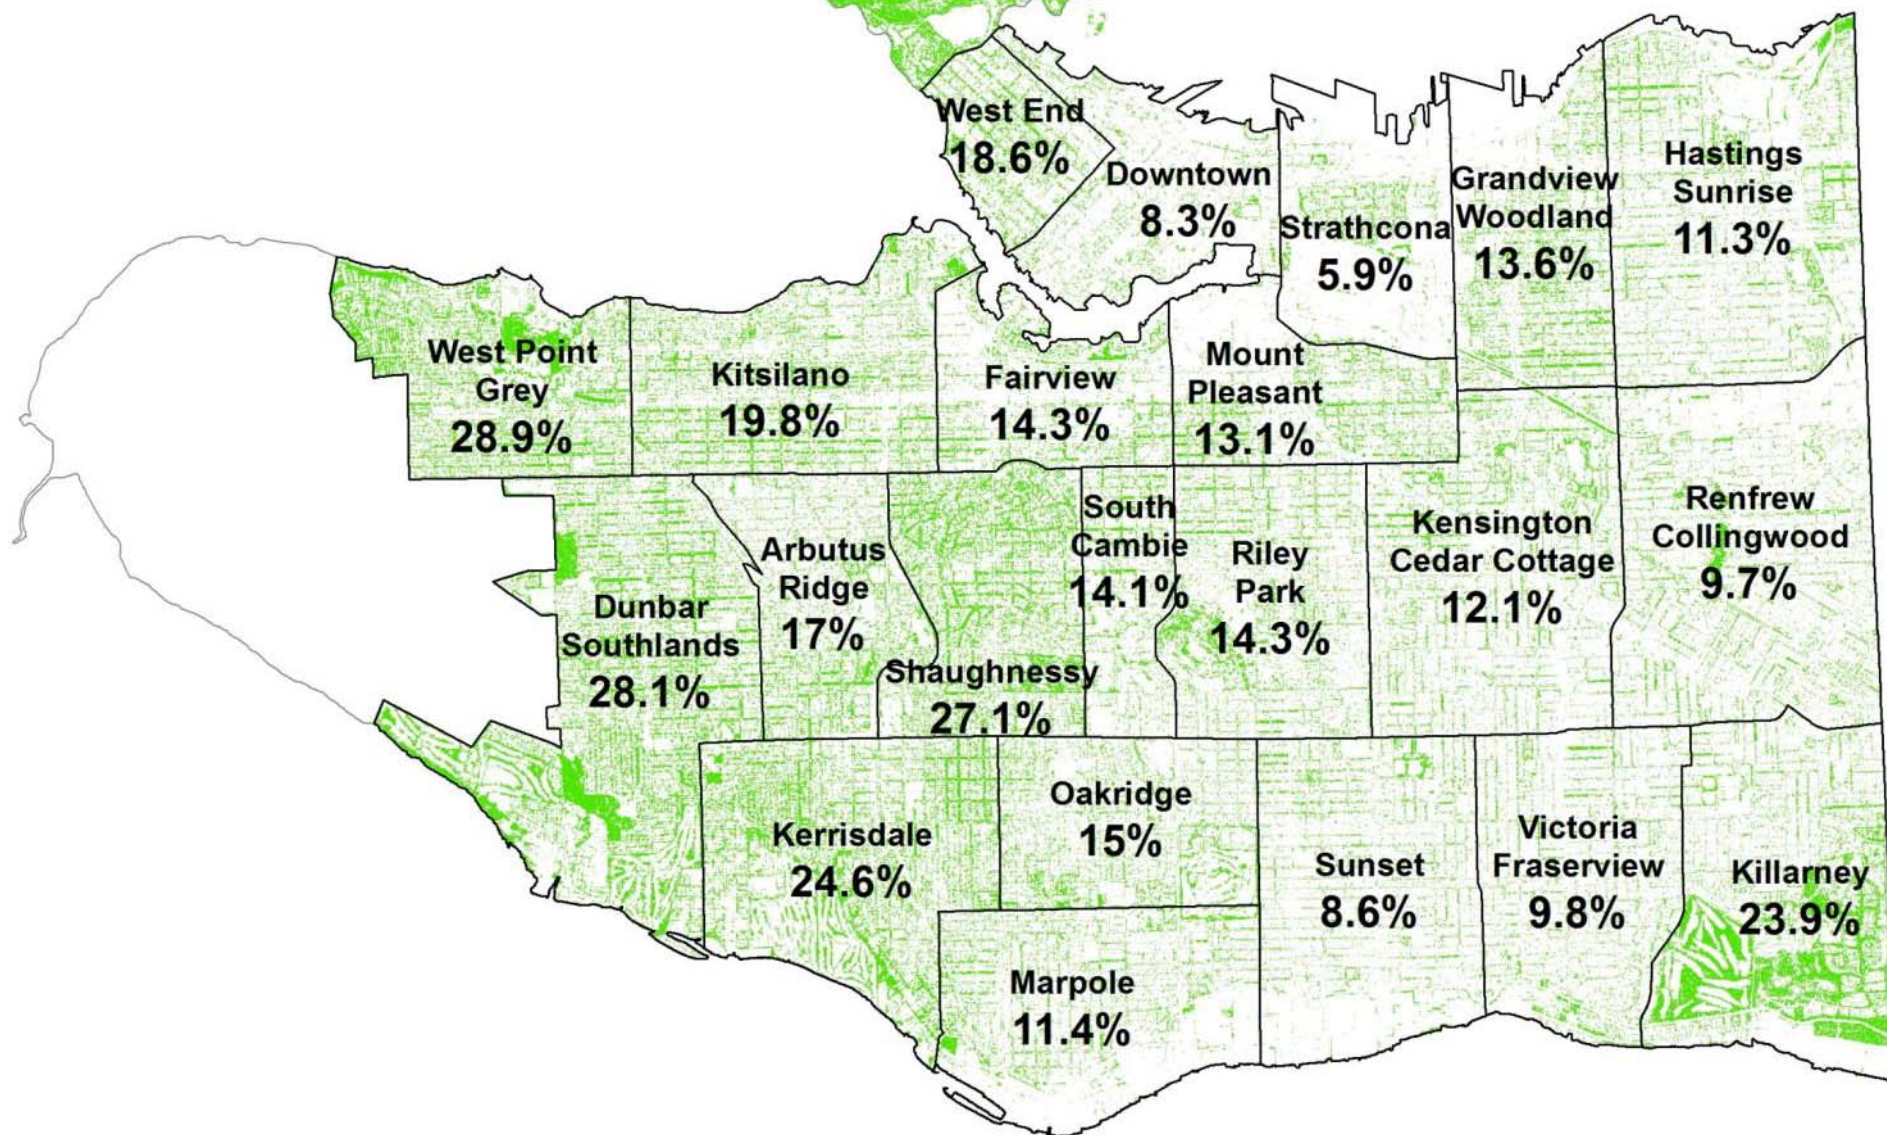 West End
18.6%
Downtown
8.3%
Strathcona
5.9%
Grandview
Woodland
13.6%
Hastings
Sunrise
11.3%
West Point
Grey
28.9%
Kitsilano
19.8%
Fairview
14.3%
Mount
Pleasant
13.1%
Dunbar
Southlands
28.1%
Arbutus
Ridge
17%
Shaughnessy
27.1%
South
Cambie
14.1%
Riley
Park
14.3%
Kensington
Cedar Cottage
12.1%
Renfrew
Collingwood
9.7%
Kerrisdale
24.6%
Oakridge
15%
Marpole
11.4%
Sunset
8.6%
Victoria
Fraserview
9.8%
Killarney
23.9%